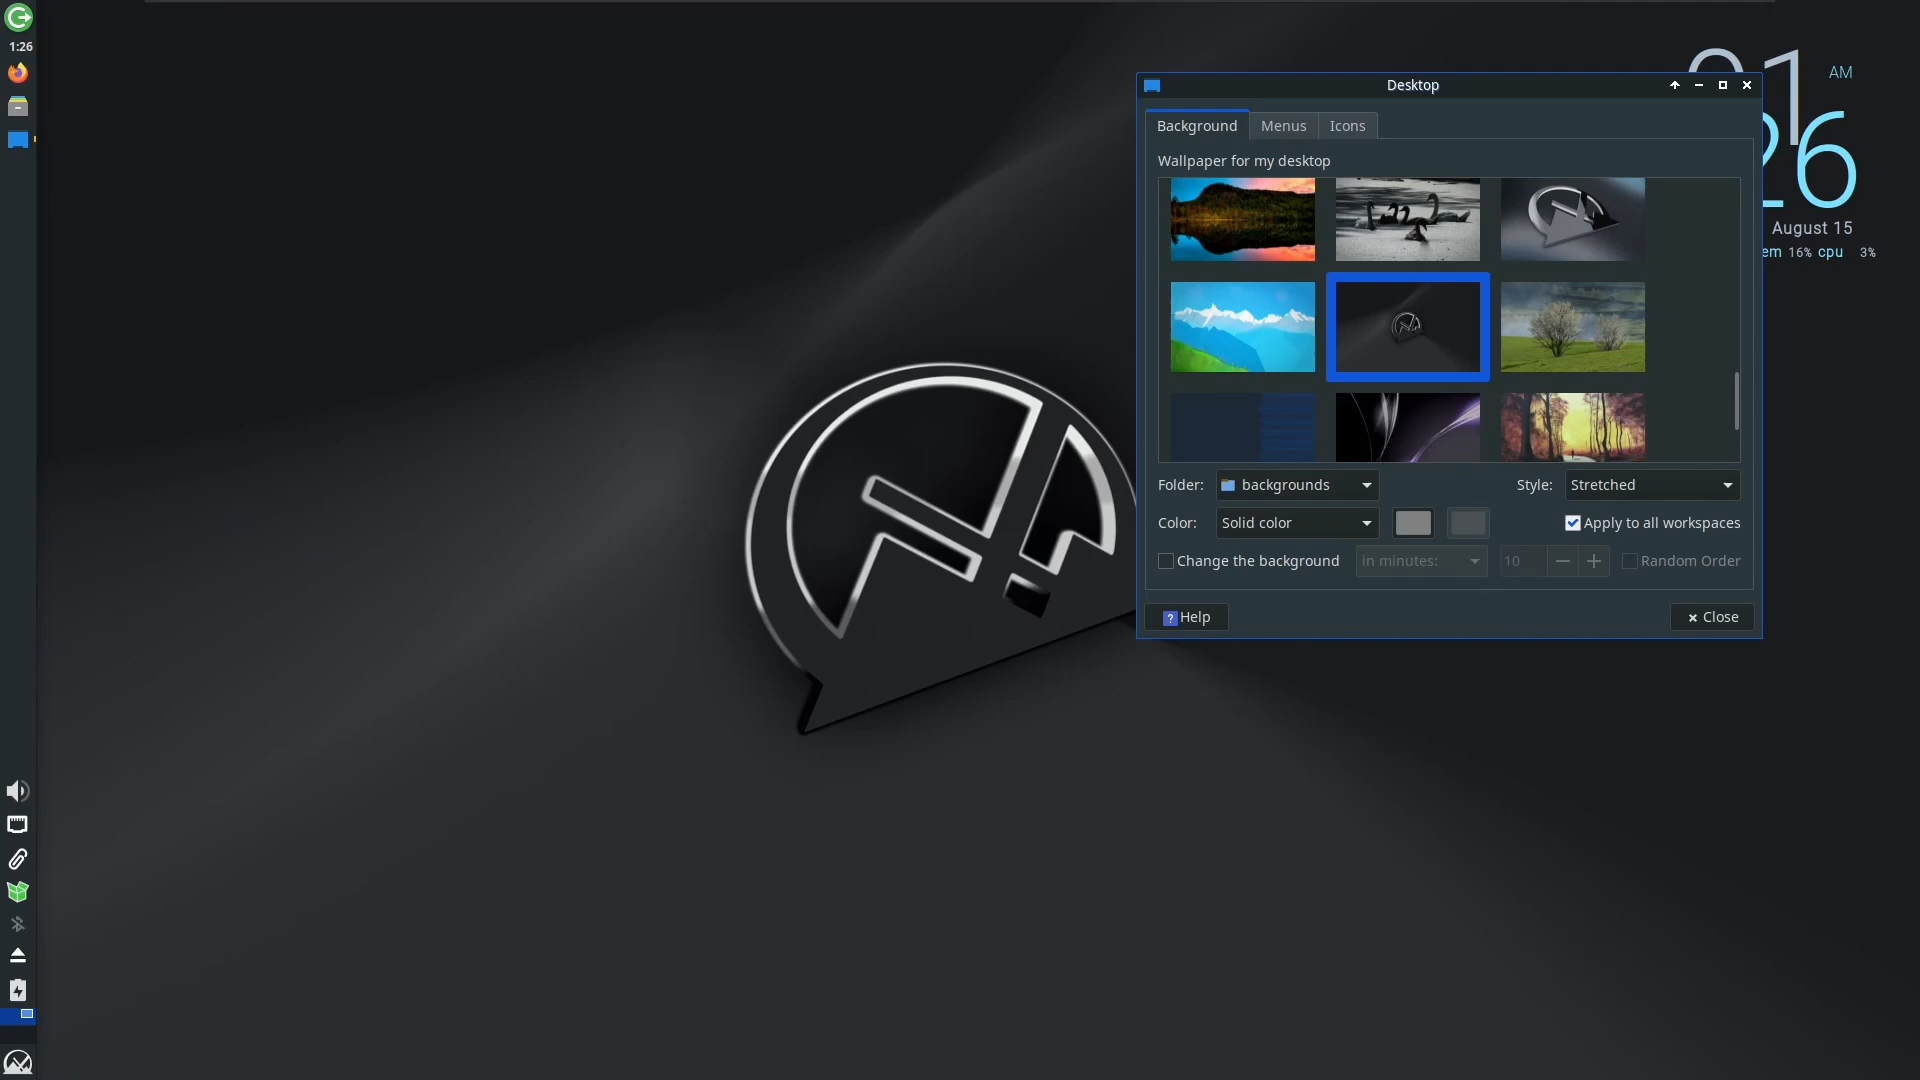 1:26
Desktop
AM
Background Menus Icons
Wallpaper for my desktop
26
August 15
16% cpu 3%
Folder: backgrounds Style: Stretched
Color: Solid color Apply to all workspaces
Change the background in minutes: 10 Random Order
? Help Close